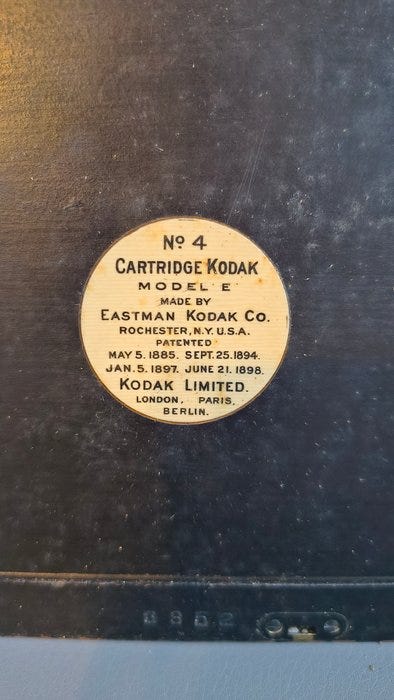 Nº 4
CARTRIDGE KODAK
MODEL E
MADE BY
EASTMAN KODAK CO.
ROCHESTER, N.Y. U.S.A.
PATENTED
MAY 5. 1885. SEPT. 25. 1894.
JAN. 5. 1897. JUNE 21. 1898.
KODAK LIMITED.
LONDON, PARIS,
BERLIN.